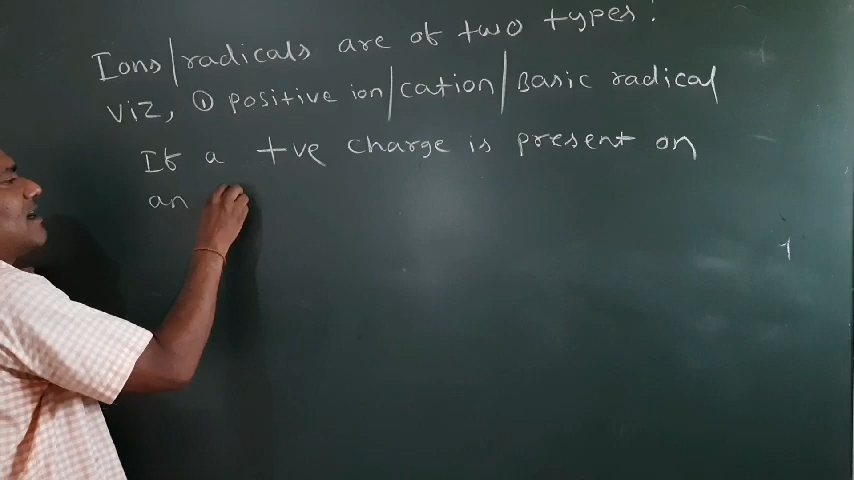 Ions/radicals are of two types:
viz, ① positive ion/cation/Basic radical
If a +ve charge is present on
an